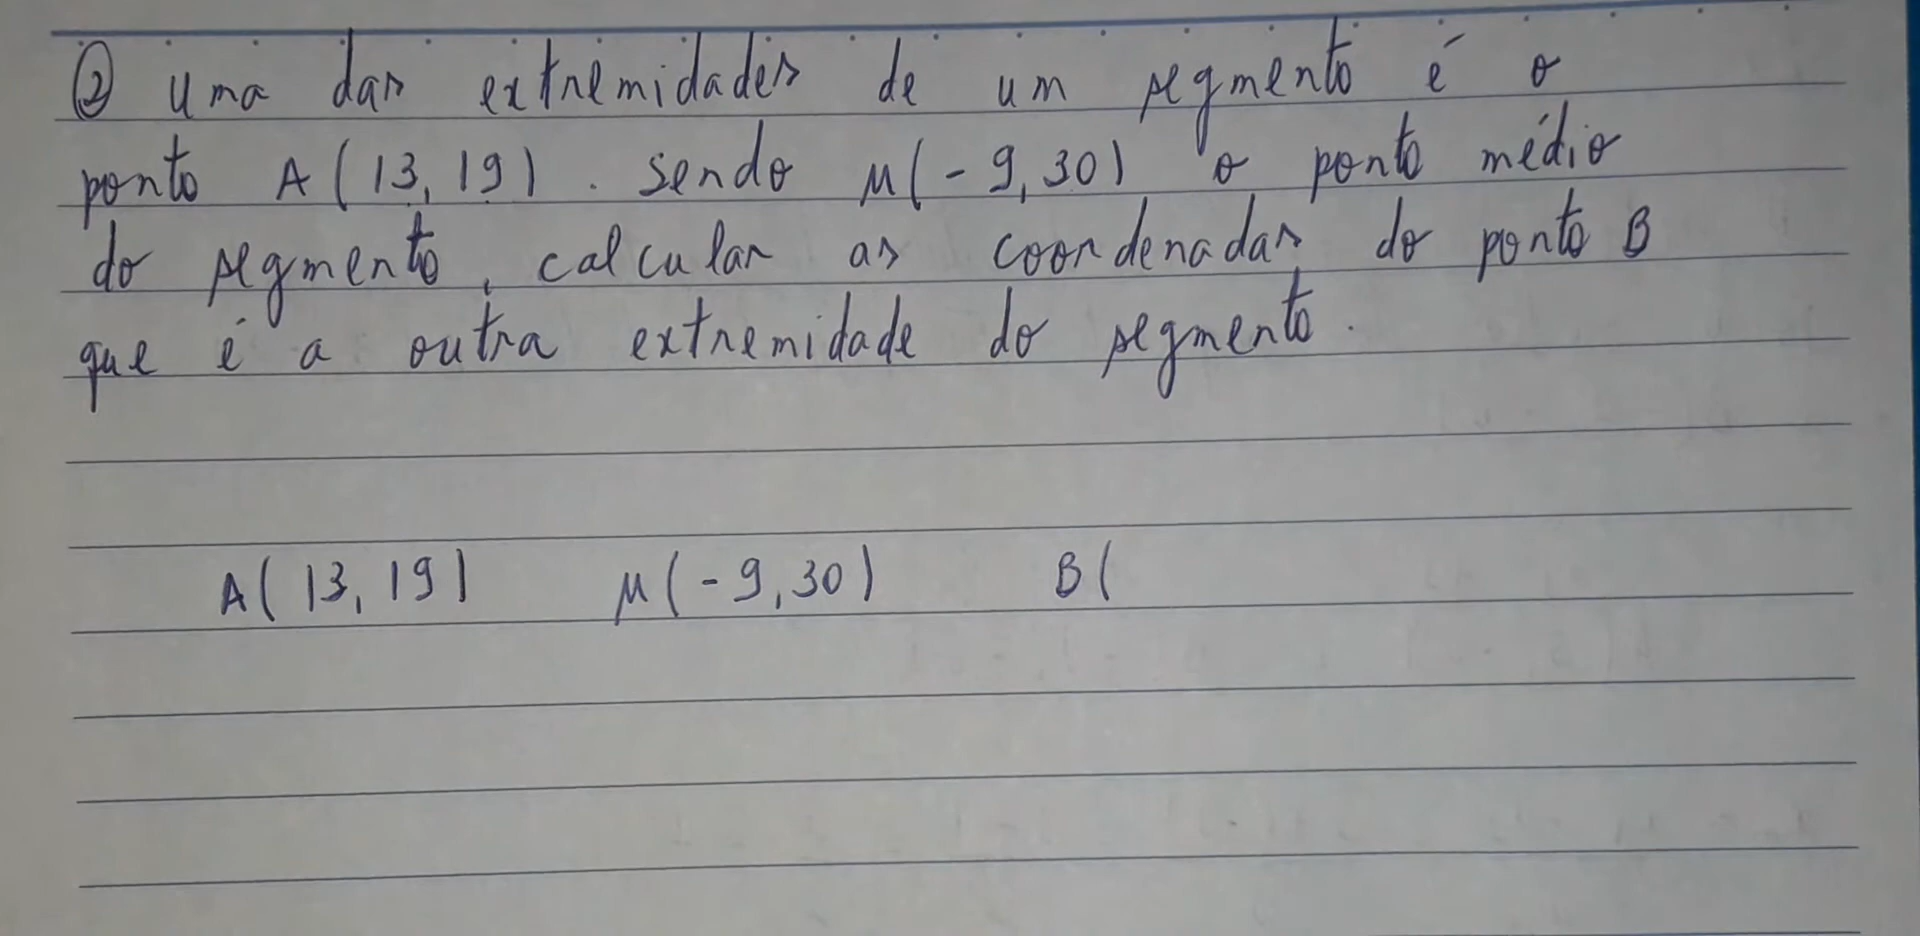 ② Uma das extremidades de um segmento é o
ponto A(13,19). Sendo M(-9,30) o ponto médio
do segmento, calcular as coordenadas do ponto B
que é a outra extremidade do segmento.
A(13,19) M(-9,30) B(